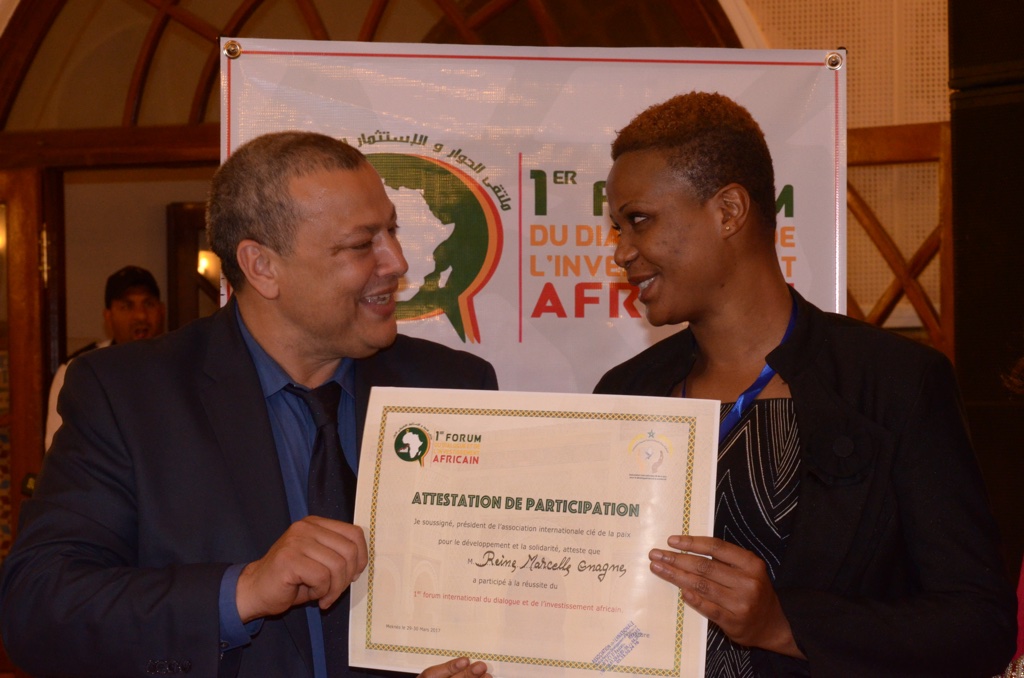 ملتقى الحوار و الإستثمار
1ER F M
DU DIA DE
L'INVE T
AFRI
1er FORUM
AFRICAIN
ATTESTATION DE PARTICIPATION
Je soussigné, président de l'association internationale clé de la paix
pour le développement et la solidarité, atteste que
M. Reine Marcelle Gnagne
a participé à la réussite du
1er forum international du dialogue et de l'investissement africain.